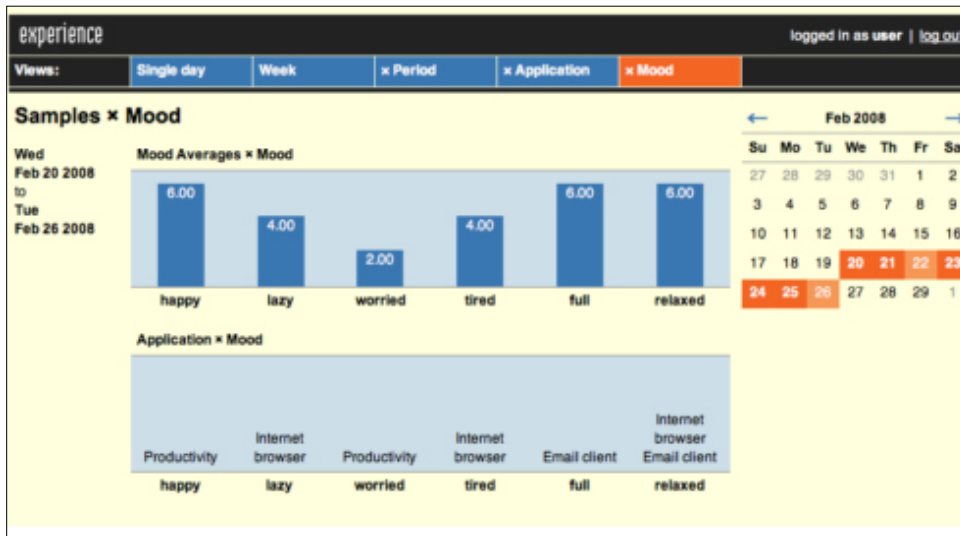 experience
logged in as user | log out
Views: Single day Week × Period × Application × Mood
Samples × Mood
Wed
Feb 20 2008
to
Tue
Feb 26 2008
Mood Averages × Mood
6.00 4.00 2.00 4.00 6.00 6.00
happy lazy worried tired full relaxed
Application × Mood
Productivity
Internet
browser
Productivity
Internet
browser
Email client
Internet
browser
Email client
happy lazy worried tired full relaxed
← Feb 2008 →
Su Mo Tu We Th Fr Sa
27 28 29 30 31 1 2
3 4 5 6 7 8 9
10 11 12 13 14 15 16
17 18 19 20 21 22 23
24 25 26 27 28 29 1